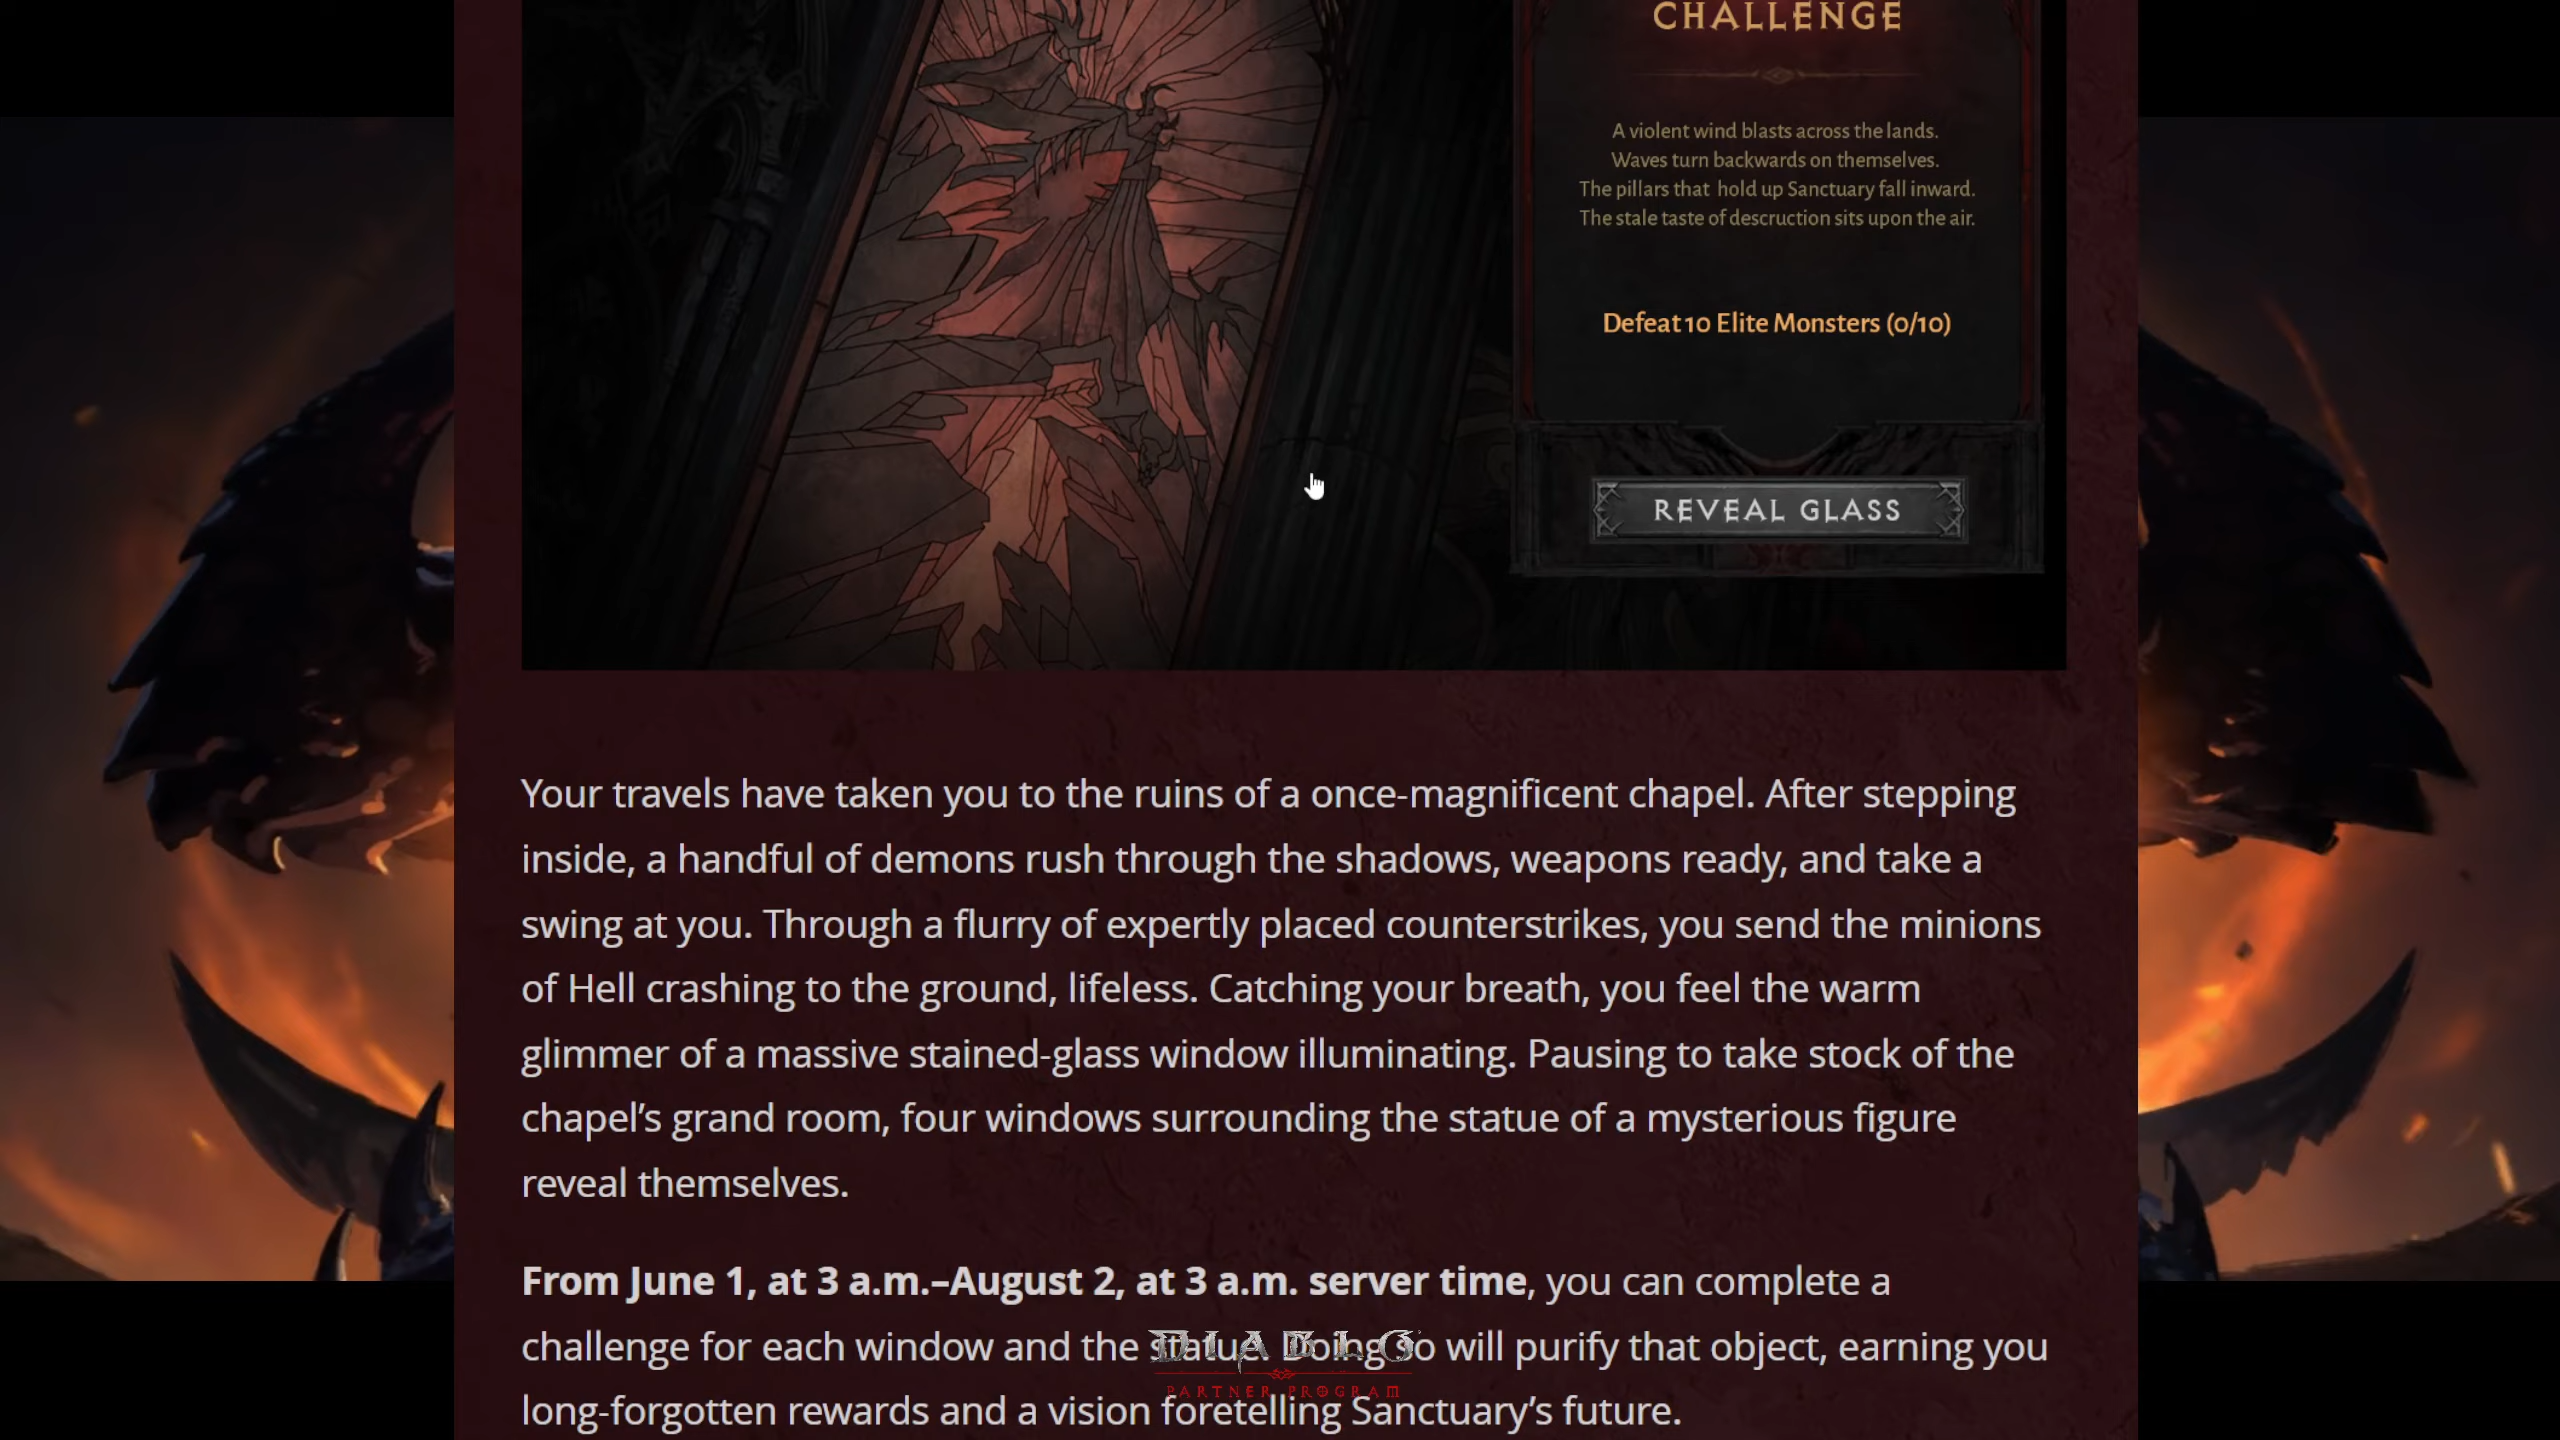 CHALLENGE
A violent wind blasts across the lands.
Waves turn backwards on themselves.
The pillars that hold up Sanctuary fall inward.
The stale taste of descruction sits upon the air.
Defeat 10 Elite Monsters (0/10)
REVEAL GLASS
Your travels have taken you to the ruins of a once-magnificent chapel. After stepping
inside, a handful of demons rush through the shadows, weapons ready, and take a
swing at you. Through a flurry of expertly placed counterstrikes, you send the minions
of Hell crashing to the ground, lifeless. Catching your breath, you feel the warm
glimmer of a massive stained-glass window illuminating. Pausing to take stock of the
chapel’s grand room, four windows surrounding the statue of a mysterious figure
reveal themselves.
From June 1, at 3 a.m.–August 2, at 3 a.m. server time, you can complete a
challenge for each window and the statue. Doing so will purify that object, earning you
DIABLO
PARTNER PROGRAM
long-forgotten rewards and a vision foretelling Sanctuary’s future.